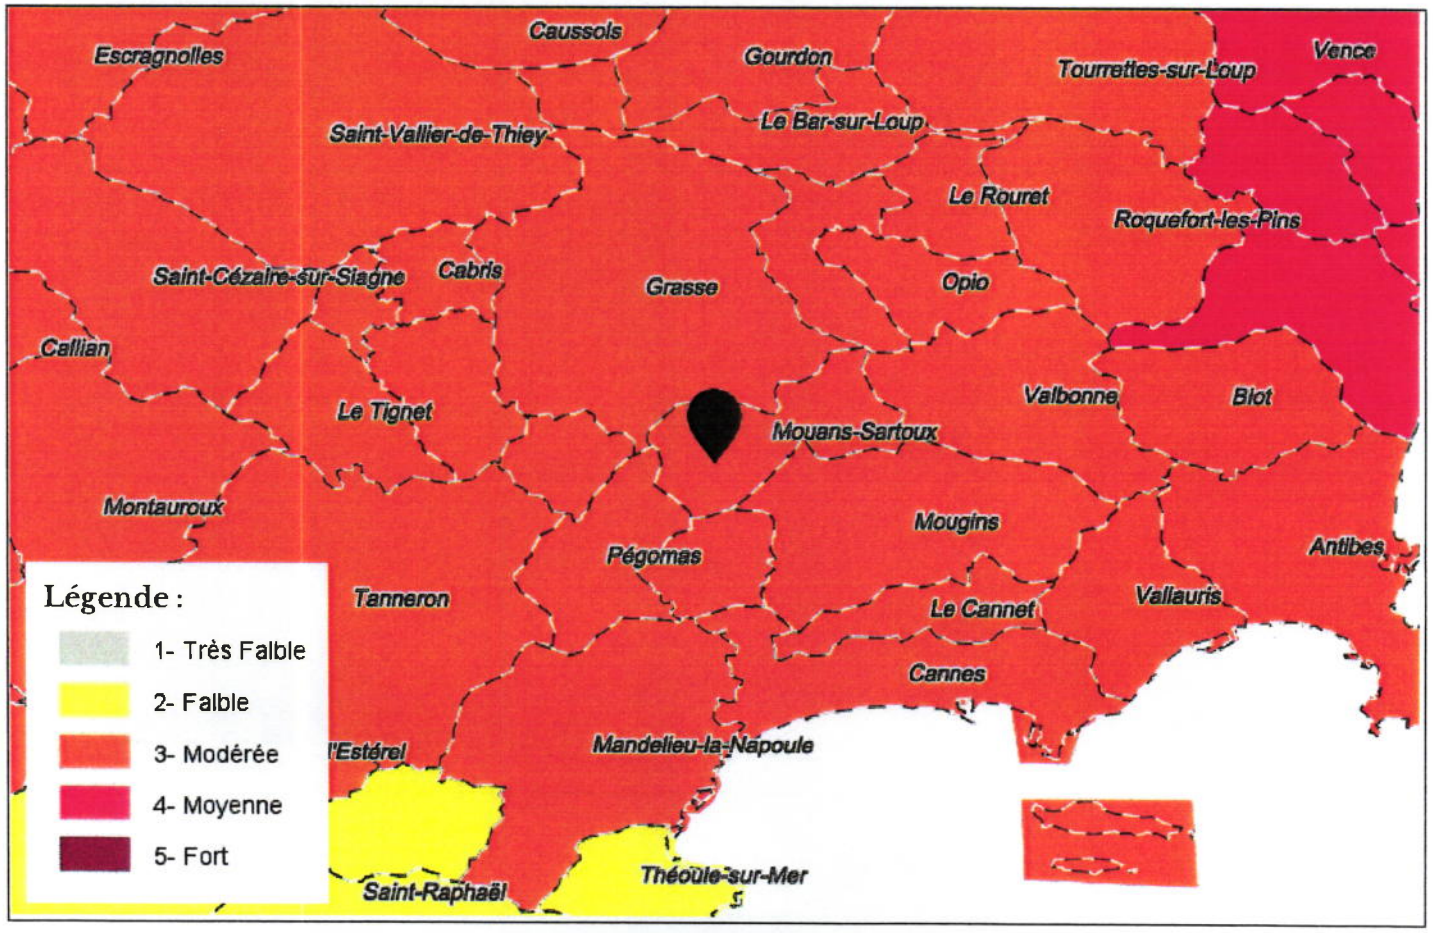 Caussols
Escragnolles
Gourdon
Vence
Tourrettes-sur-Loup
Le Bar-sur-Loup
Saint-Vallier-de-Thiey
Le Rouret
Roquefort-les-Pins
Saint-Cézaire-sur-Siagne
Cabris
Grasse
Opio
Callian
Le Tignet
Valbonne
Biot
Mouans-Sartoux
Montauroux
Mougins
Pégomas
Antibes
Légende :
Tanneron
Le Cannet
Vallauris
1- Très Faible
Cannes
2- Faible
l'Estérel
Mandelieu-la-Napoule
3- Modérée
4- Moyenne
5- Fort
Théoule-sur-Mer
Saint-Raphaël